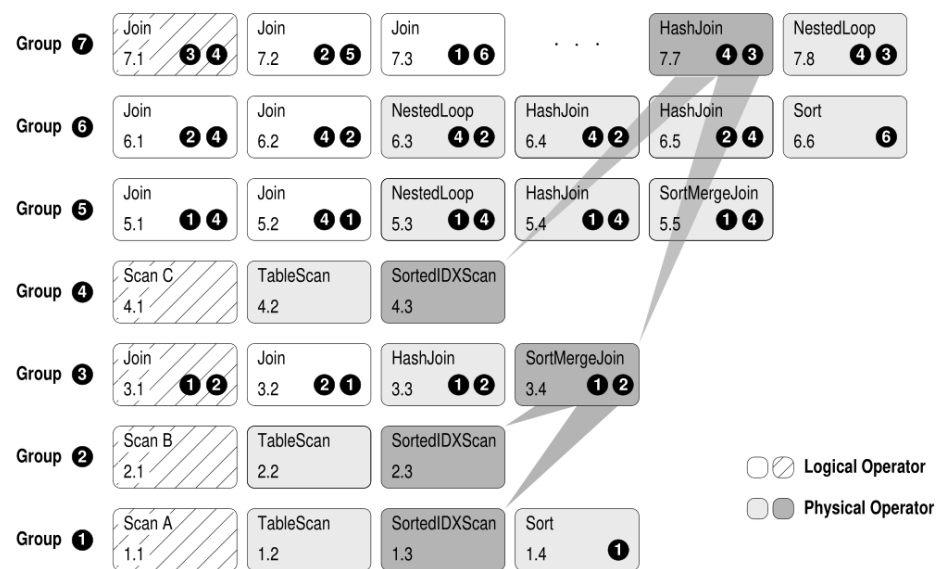 Group 7
Join
7.1 3 4
Join
7.2 2 5
Join
7.3 1 6
. . .
HashJoin
7.7 4 3
NestedLoop
7.8 4 3
Group 6
Join
6.1 2 4
Join
6.2 4 2
NestedLoop
6.3 4 2
HashJoin
6.4 4 2
HashJoin
6.5 2 4
Sort
6.6 6
Group 5
Join
5.1 1 4
Join
5.2 4 1
NestedLoop
5.3 1 4
HashJoin
5.4 1 4
SortMergeJoin
5.5 1 4
Group 4
Scan C
4.1
TableScan
4.2
SortedIDXScan
4.3
Group 3
Join
3.1 1 2
Join
3.2 2 1
HashJoin
3.3 1 2
SortMergeJoin
3.4 1 2
Group 2
Scan B
2.1
TableScan
2.2
SortedIDXScan
2.3
Logical Operator
Physical Operator
Group 1
Scan A
1.1
TableScan
1.2
SortedIDXScan
1.3
Sort
1.4 1